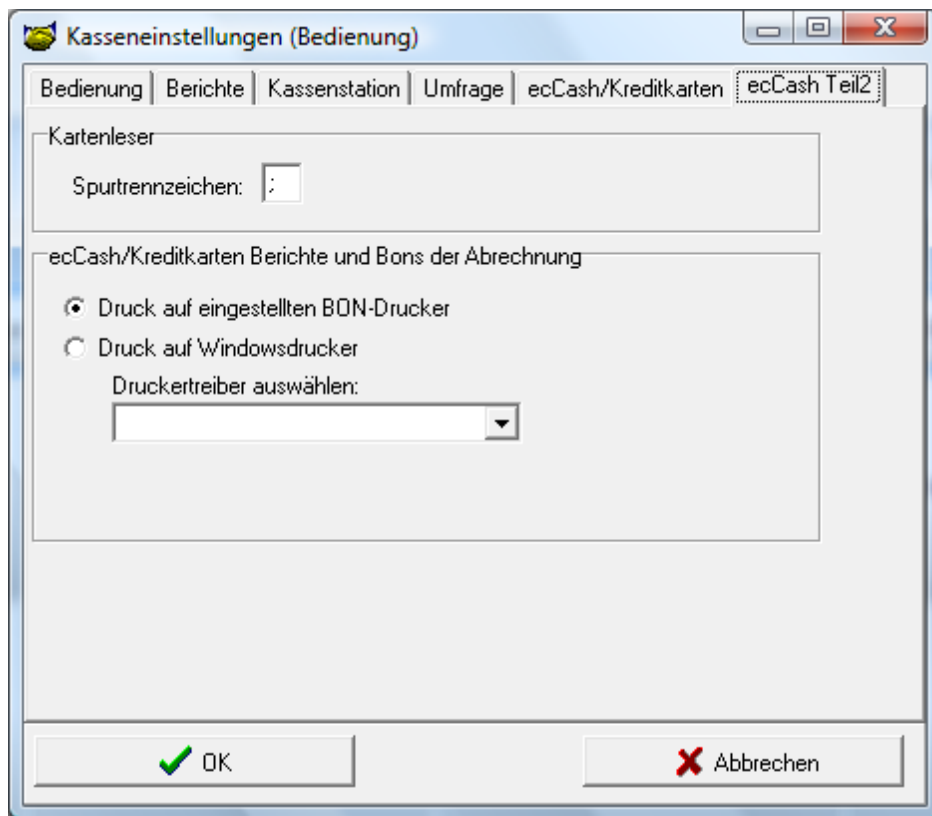 Kasseneinstellungen (Bedienung)
Bedienung Berichte Kassenstation Umfrage ecCash/Kreditkarten ecCash Teil2
Kartenleser
Spurtrennzeichen: ;
ecCash/Kreditkarten Berichte und Bons der Abrechnung
Druck auf eingestellten BON-Drucker
Druck auf Windowsdrucker
Druckertreiber auswählen:
OK Abbrechen